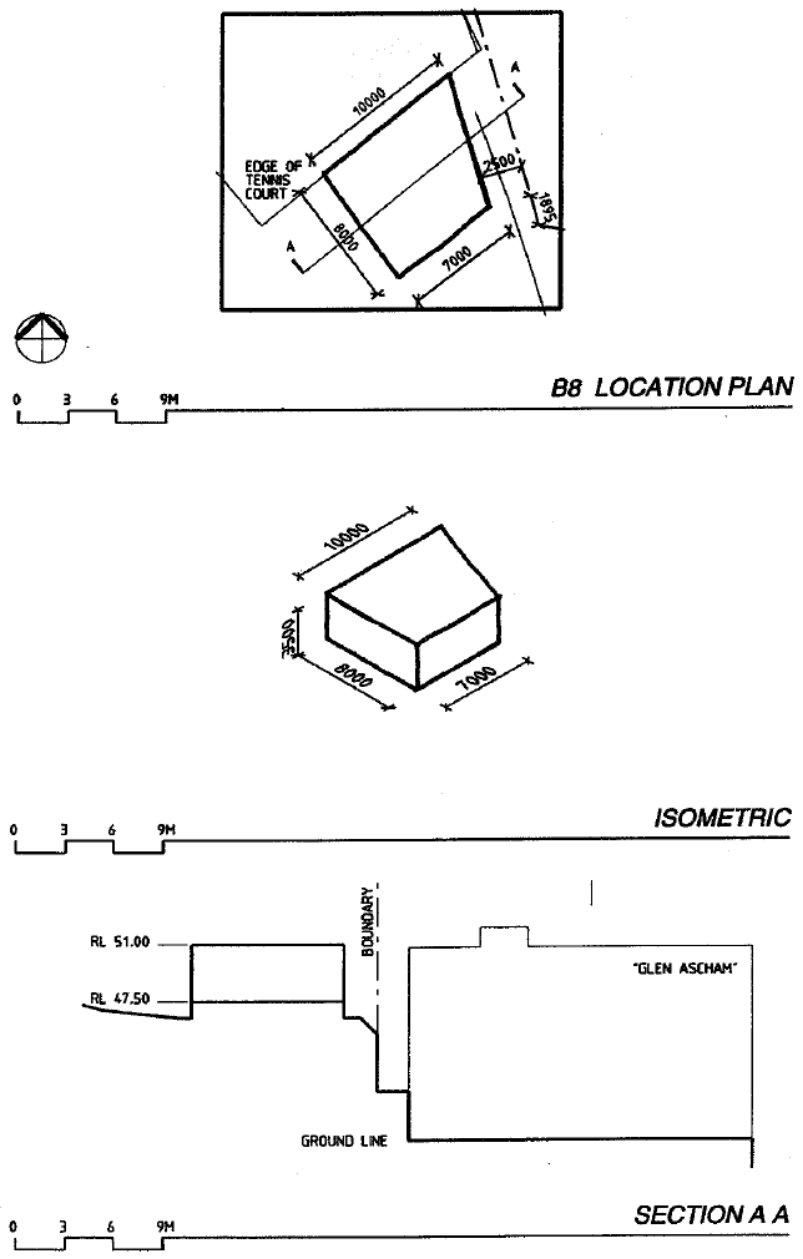 10000
A
EDGE OF
TENNIS
COURT
2500
1895
8000
A
7000
B8 LOCATION PLAN
0 3 6 9M
10000
3500
8000
7000
ISOMETRIC
0 3 6 9M
BOUNDARY
RL 51.00
"GLEN ASCHAM"
RL 47.50
GROUND LINE
SECTION A A
0 3 6 9M